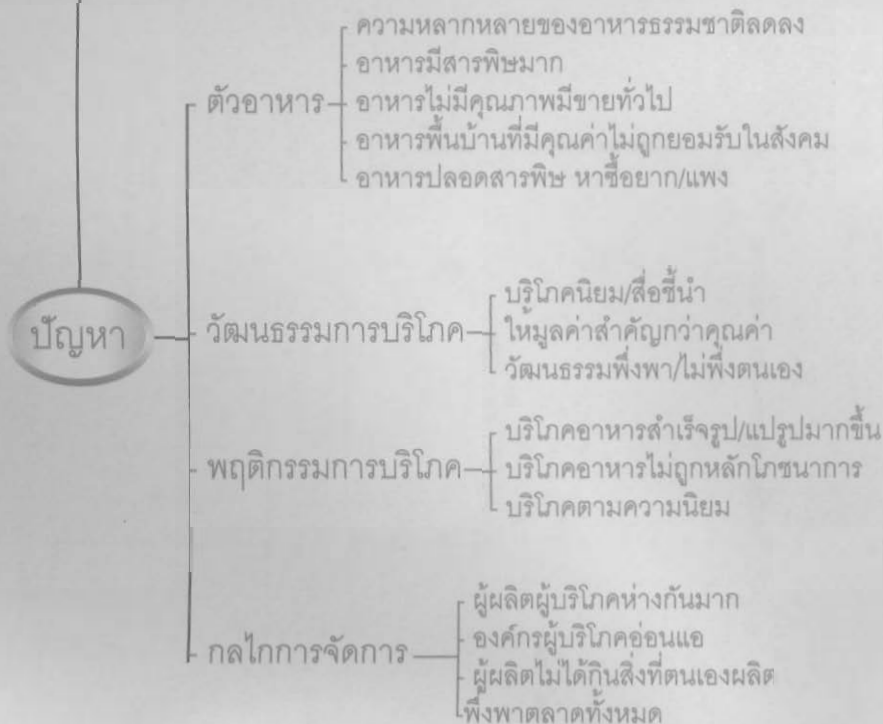 ความหลากหลายของอาหารธรรมชาติลดลง
อาหารมีสารพิษมาก
ตัวอาหาร
อาหารไม่มีคุณภาพมีขายทั่วไป
อาหารพื้นบ้านที่มีคุณค่าไม่ถูกยอมรับในสังคม
อาหารปลอดสารพิษ หาซื้อยาก/แพง
ปัญหา
บริโภคนิยม/สื่อชี้นำ
วัฒนธรรมการบริโภค
ให้มูลค่าสำคัญกว่าคุณค่า
วัฒนธรรมพึ่งพา/ไม่พึ่งตนเอง
บริโภคอาหารสำเร็จรูป/แปรูปมากขึ้น
พฤติกรรมการบริโภค
บริโภคอาหารไม่ถูกหลักโภชนาการ
บริโภคตามความนิยม
ผู้ผลิตผู้บริโภคห่างกันมาก
กลไกการจัดการ
องค์กรผู้บริโภคอ่อนแอ
ผู้ผลิตไม่ได้กินสิ่งที่ตนเองผลิต
พึ่งพาตลาดทั้งหมด